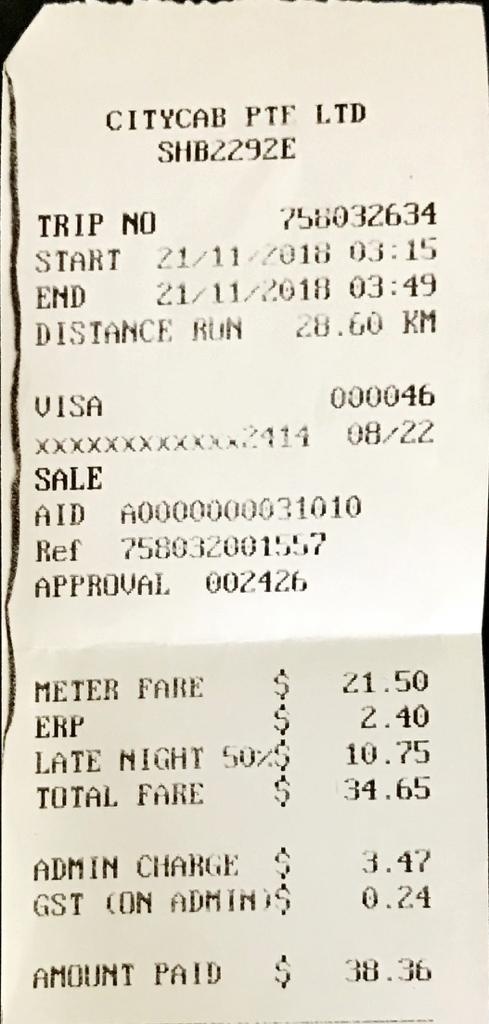 CITYCAB PTE LTD
SHB2292E
TRIP NO 758032634
START 21/11/2018 03:15
END 21/11/2018 03:49
DISTANCE RUN 28.60 KM
VISA 000046
xxxxxxxxxxxx2414 08/22
SALE
AID A0000000031010
Ref 758032001557
APPROVAL 002426
METER FARE $ 21.50
ERP $ 2.40
LATE NIGHT 50%$ 10.75
TOTAL FARE $ 34.65
ADMIN CHARGE $ 3.47
GST (ON ADMIN)$ 0.24
AMOUNT PAID $ 38.36